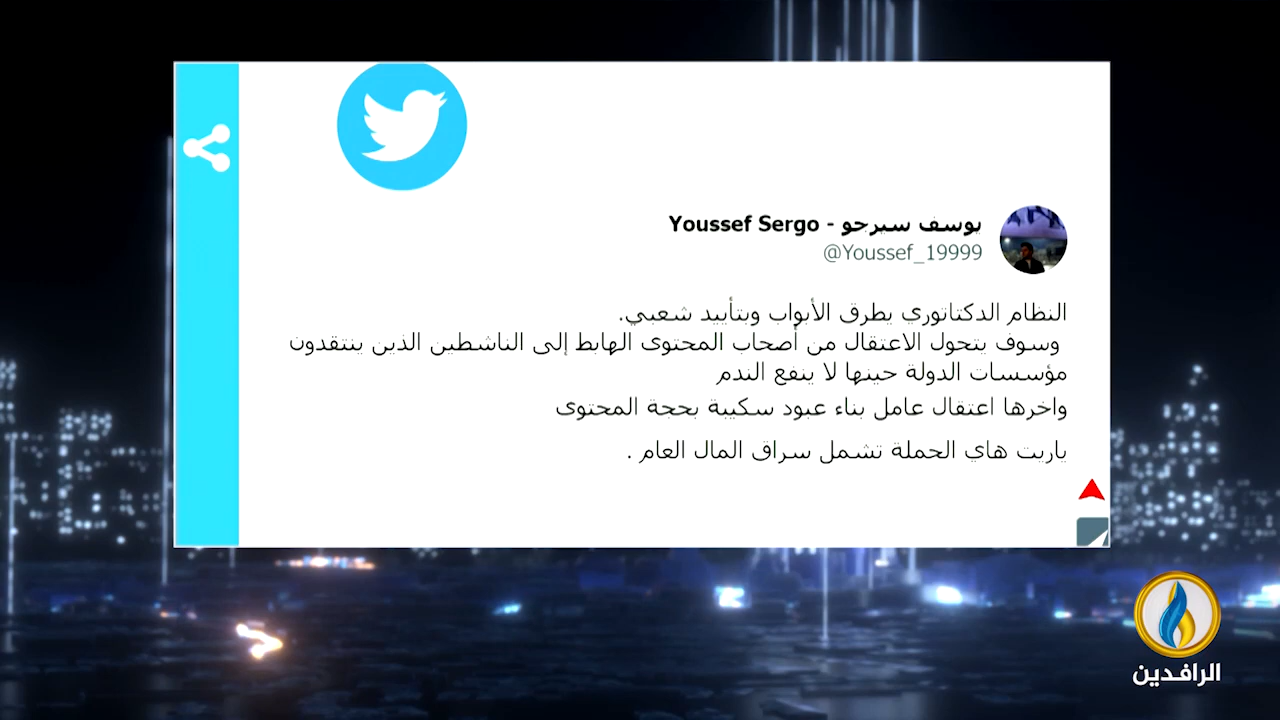 يوسف سيرجو - Youssef Sergo
@Youssef_19999
النظام الدكتاتوري يطرق الأبواب وبتأييد شعبي.
وسوف يتحول الاعتقال من أصحاب المحتوى الهابط إلى الناشطين الذين ينتقدون
مؤسسات الدولة حينها لا ينفع الندم
واخرها اعتقال عامل بناء عبود سكيبة بحجة المحتوى
ياريت هاي الحملة تشمل سراق المال العام .
الرافدين